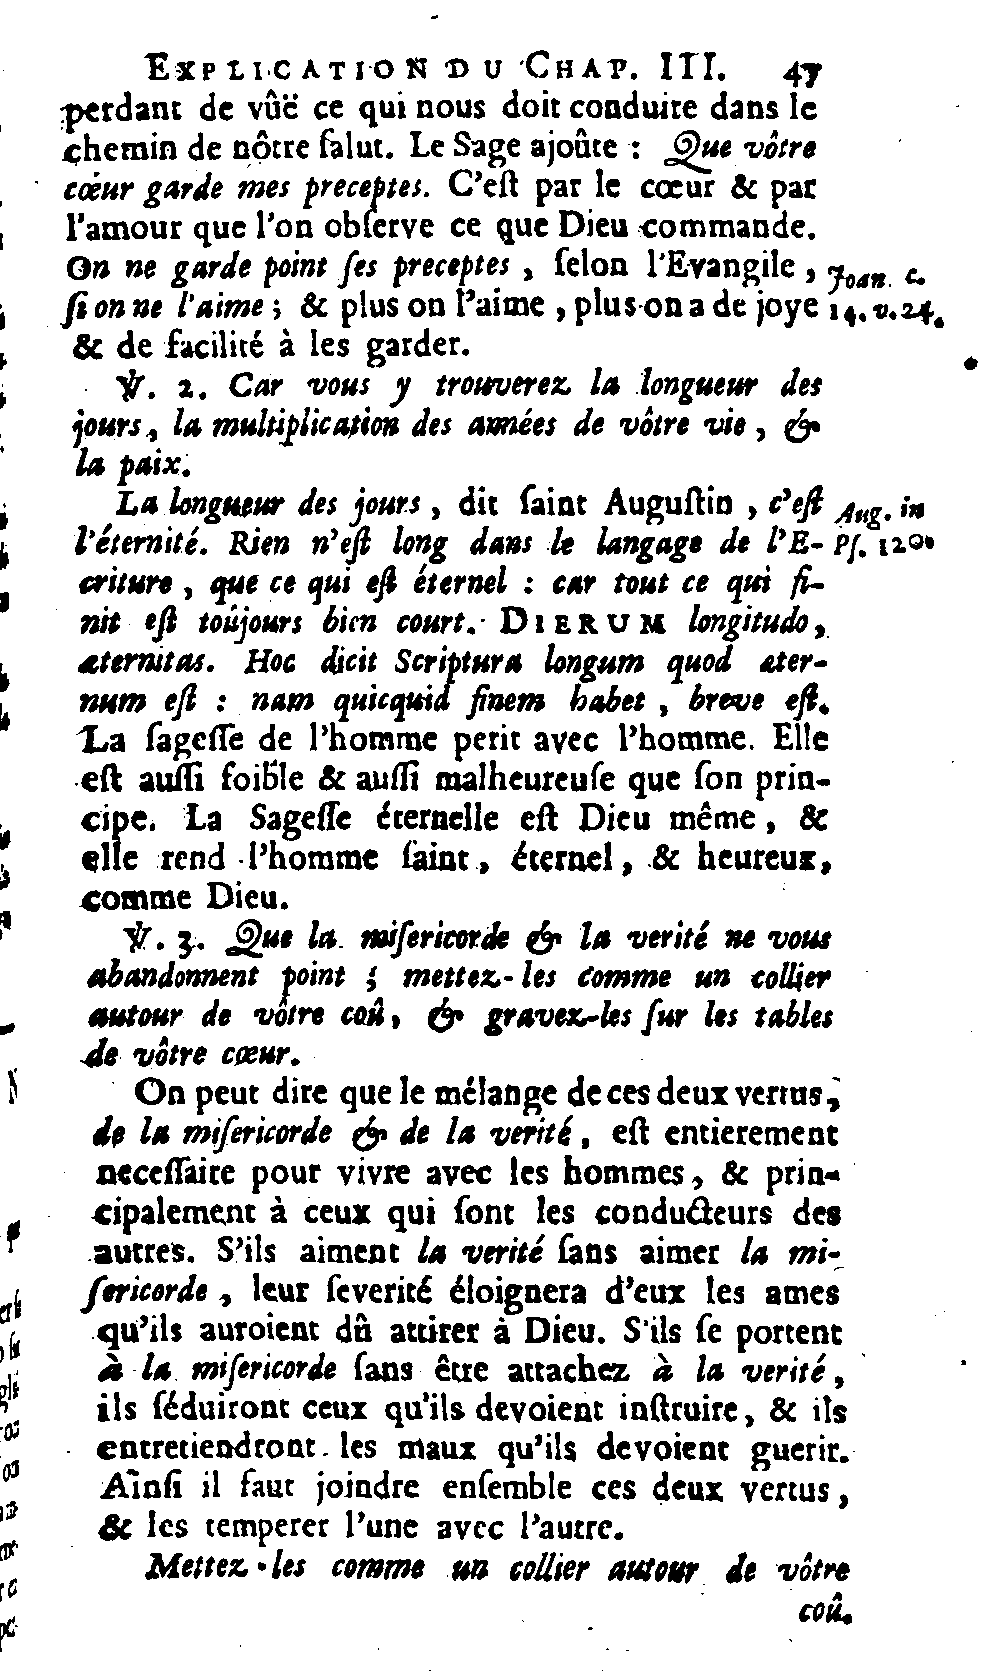 EXPLICATION DU CHAP. III. 47
perdant de vûë ce qui nous doit conduire dans le
chemin de nôtre salut. Le Sage ajoûte : Que vôtre
cœur garde mes preceptes. C'est par le cœur & par
l'amour que l'on observe ce que Dieu commande.
On ne garde point ses preceptes, selon l'Evangile, Joan. c.
si on ne l'aime ; & plus on l'aime, plus on a de joye 14. v. 24.
& de facilité à les garder.
℣. 2. Car vous y trouverez la longueur des
jours, la multiplication des années de vôtre vie, &
la paix.
La longueur des jours, dit saint Augustin, c'est Aug. in
l'éternité. Rien n'est long dans le langage de l'E- Ps. 120.
criture, que ce qui est éternel : car tout ce qui fi-
nit est toûjours bien court. DIERUM longitudo,
æternitas. Hoc dicit Scriptura longum quod æter-
num est : nam quicquid finem habet, breve est.
La sagesse de l'homme perit avec l'homme. Elle
est aussi foible & aussi malheureuse que son prin-
cipe. La Sagesse éternelle est Dieu même, &
elle rend l'homme saint, éternel, & heureux,
comme Dieu.
℣. 3. Que la misericorde & la verité ne vous
abandonnent point ; mettez-les comme un collier
autour de vôtre coû, & gravez-les sur les tables
de vôtre cœur.
On peut dire que le mélange de ces deux vertus,
de la misericorde & de la verité, est entierement
necessaire pour vivre avec les hommes, & prin-
cipalement à ceux qui sont les conducteurs des
autres. S'ils aiment la verité sans aimer la mi-
sericorde, leur severité éloignera d'eux les ames
qu'ils auroient dû attirer à Dieu. S'ils se portent
à la misericorde sans être attachez à la verité,
ils séduiront ceux qu'ils devoient instruire, & ils
entretiendront les maux qu'ils devoient guerir.
Ainsi il faut joindre ensemble ces deux vertus,
& les temperer l'une avec l'autre.
Mettez-les comme un collier autour de vôtre
coû.